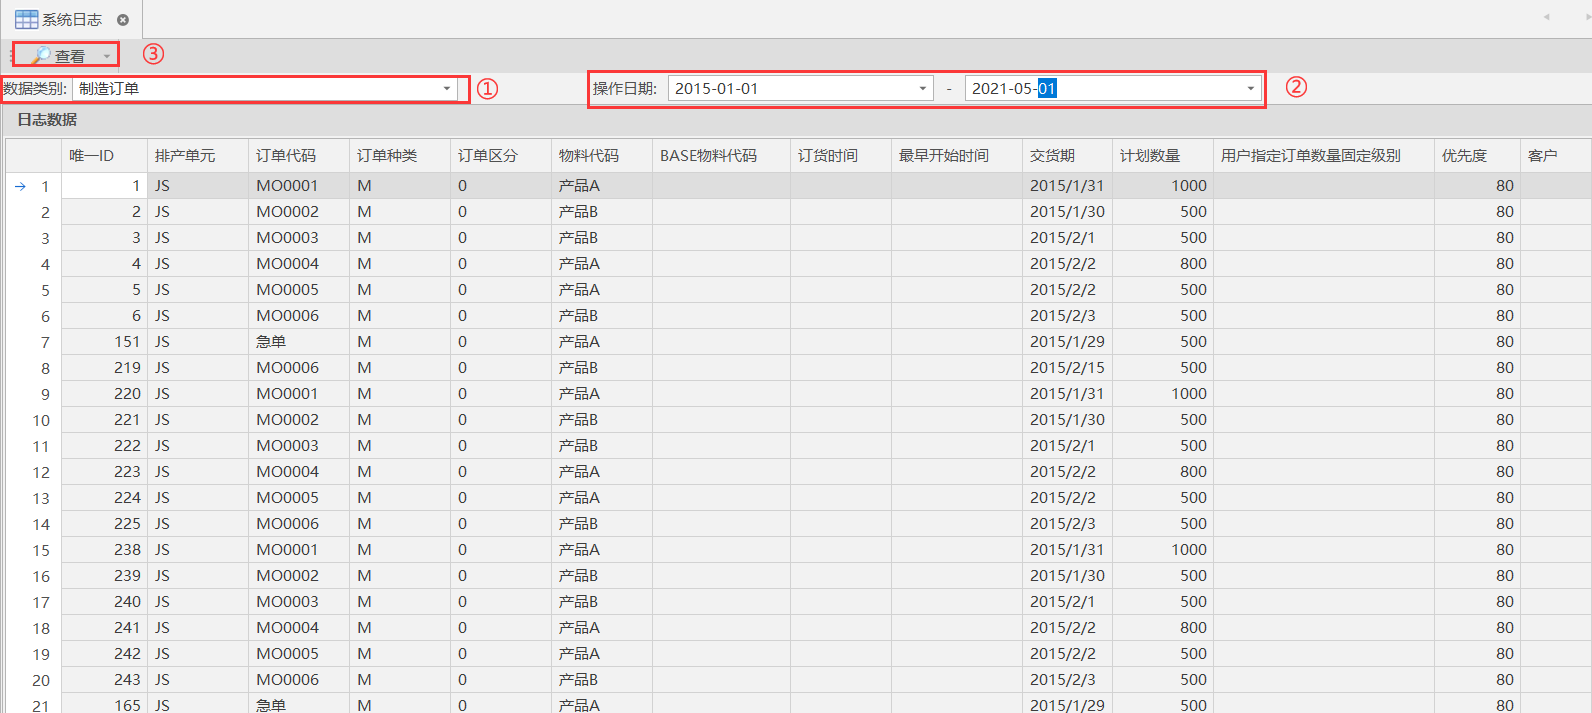 系统日志
查看 ③
数据类别: 制造订单 ① 操作日期: 2015-01-01 - 2021-05-01 ②
日志数据
唯一ID 排产单元 订单代码 订单种类 订单区分 物料代码 BASE物料代码 订货时间 最早开始时间 交货期 计划数量 用户指定订单数量固定级别 优先度 客户
1 1 JS MO0001 M 0 产品A 2015/1/31 1000 80
2 2 JS MO0002 M 0 产品B 2015/1/30 500 80
3 3 JS MO0003 M 0 产品B 2015/2/1 500 80
4 4 JS MO0004 M 0 产品A 2015/2/2 800 80
5 5 JS MO0005 M 0 产品A 2015/2/2 500 80
6 6 JS MO0006 M 0 产品B 2015/2/3 500 80
7 151 JS 急单 M 0 产品A 2015/1/29 500 80
8 219 JS MO0006 M 0 产品B 2015/2/15 500 80
9 220 JS MO0001 M 0 产品A 2015/1/31 1000 80
10 221 JS MO0002 M 0 产品B 2015/1/30 500 80
11 222 JS MO0003 M 0 产品B 2015/2/1 500 80
12 223 JS MO0004 M 0 产品A 2015/2/2 800 80
13 224 JS MO0005 M 0 产品A 2015/2/2 500 80
14 225 JS MO0006 M 0 产品B 2015/2/3 500 80
15 238 JS MO0001 M 0 产品A 2015/1/31 1000 80
16 239 JS MO0002 M 0 产品B 2015/1/30 500 80
17 240 JS MO0003 M 0 产品B 2015/2/1 500 80
18 241 JS MO0004 M 0 产品A 2015/2/2 800 80
19 242 JS MO0005 M 0 产品A 2015/2/2 500 80
20 243 JS MO0006 M 0 产品B 2015/2/3 500 80
21 165 JS 急单 M 0 产品A 2015/1/29 500 80